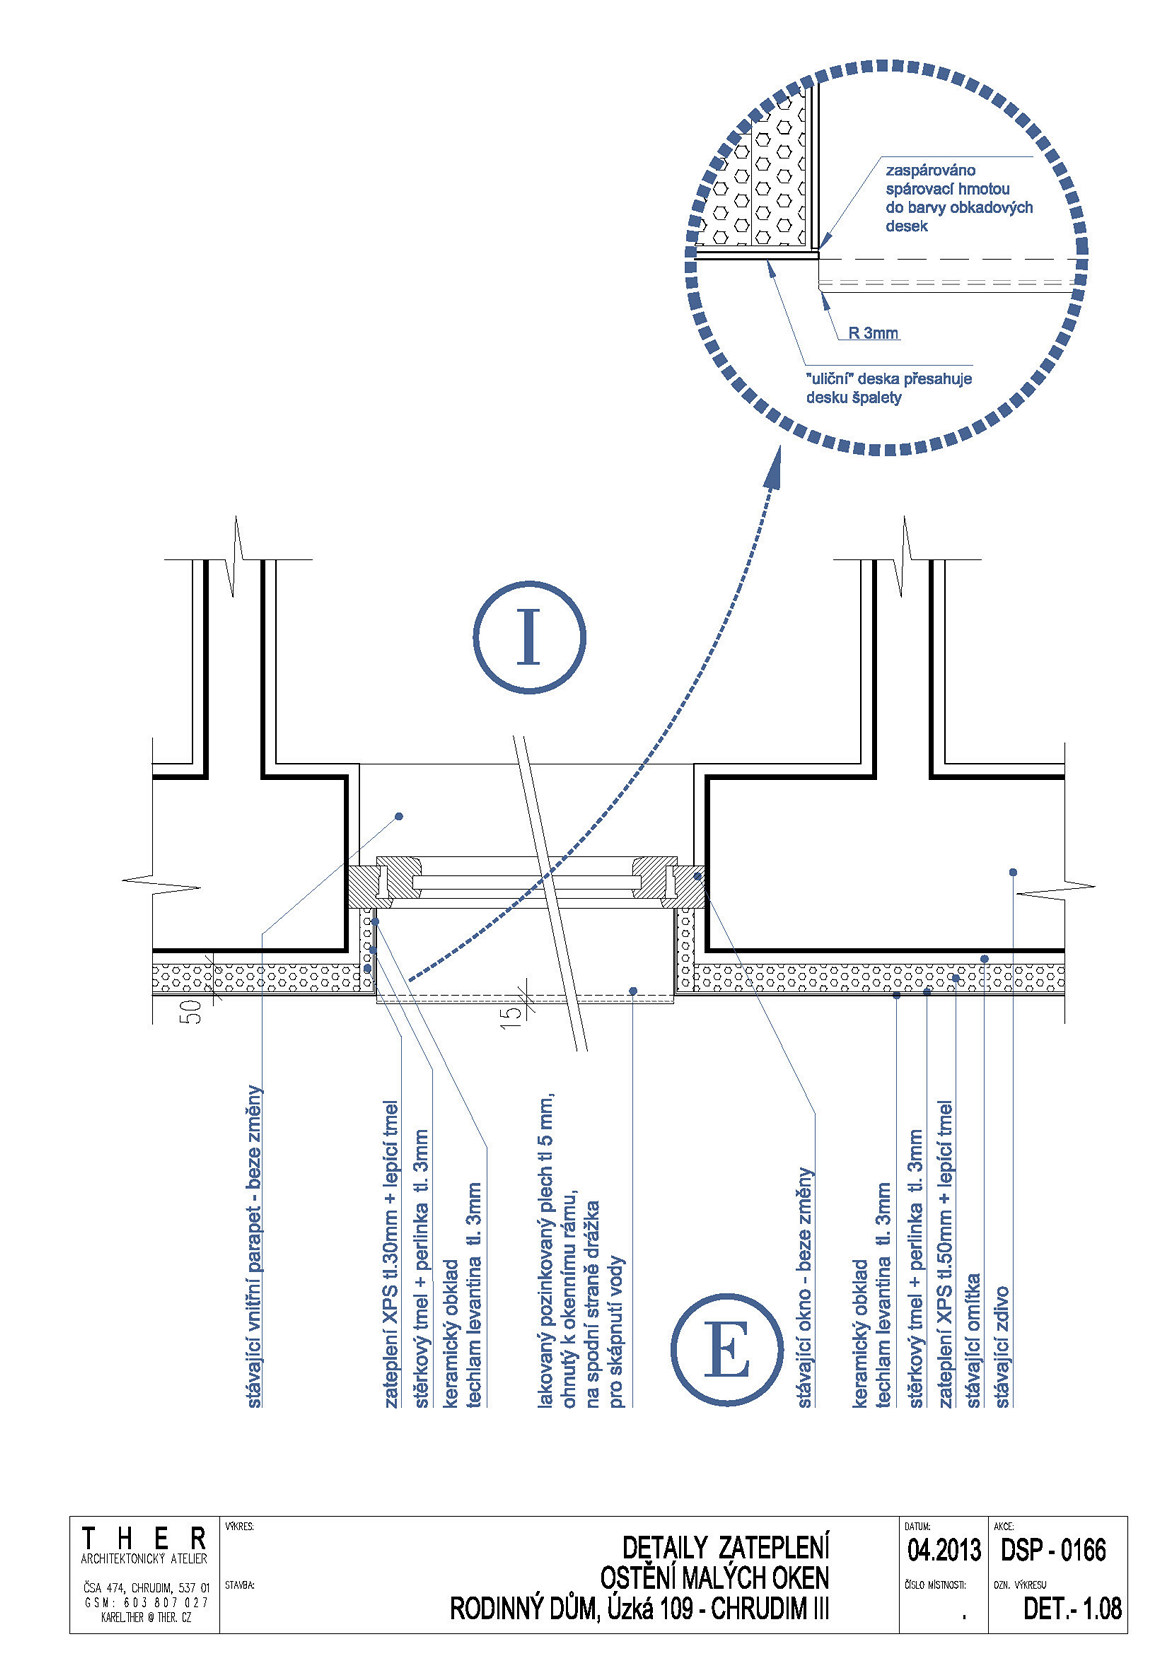 zaspárováno
spárovací hmotou
do barvy obkadových
desek
R 3mm
"uliční" deska přesahuje
desku špalety
I
50
15
stávající vnitřní parapet - beze změny
zateplení XPS tl.30mm + lepící tmel
stěrkový tmel + perlinka tl. 3mm
keramický obklad
techlam levantina tl. 3mm
lakovaný pozinkovaný plech tl 5 mm,
ohnutý k okennímu rámu,
na spodní straně drážka
pro skápnutí vody
E
stávající okno - beze změny
keramický obklad
techlam levantina tl. 3mm
stěrkový tmel + perlinka tl. 3mm
zateplení XPS tl.50mm + lepící tmel
stávající omítka
stávající zdivo
THER
ARCHITEKTONICKÝ ATELIER
ČSA 474, CHRUDIM, 537 01
GSM: 603 807 027
KAREL.THER @ THER. CZ
VÝKRES:
STAVBA:
DETAILY ZATEPLENÍ
OSTĚNÍ MALÝCH OKEN
RODINNÝ DŮM, Úzká 109 - CHRUDIM III
DATUM:
04.2013
ČÍSLO MÍSTNOSTI:
.
AKCE:
DSP - 0166
OZN. VÝKRESU
DET.- 1.08